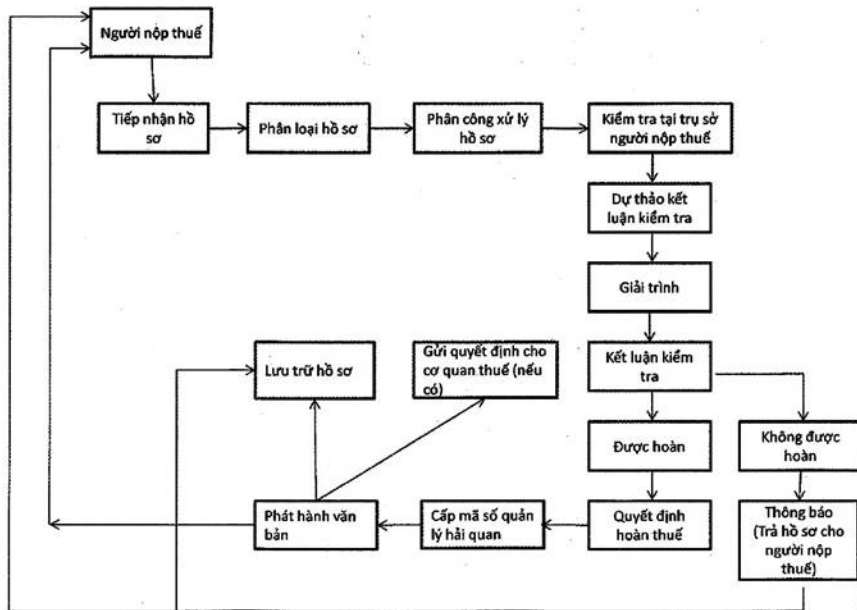 Người nộp thuế
Tiếp nhận hồ
sơ
Phân loại hồ sơ
Phân công xử lý
hồ sơ
Kiểm tra tại trụ sở
người nộp thuế
Dự thảo kết
luận kiểm tra
Giải trình
Lưu trữ hồ sơ
Gửi quyết định cho
cơ quan thuế (nếu
có)
Kết luận kiểm
tra
Được hoàn
Không được
hoàn
Phát hành văn
bản
Cấp mã số quản
lý hải quan
Quyết định
hoàn thuế
Thông báo
(Trả hồ sơ cho
người nộp
thuế)